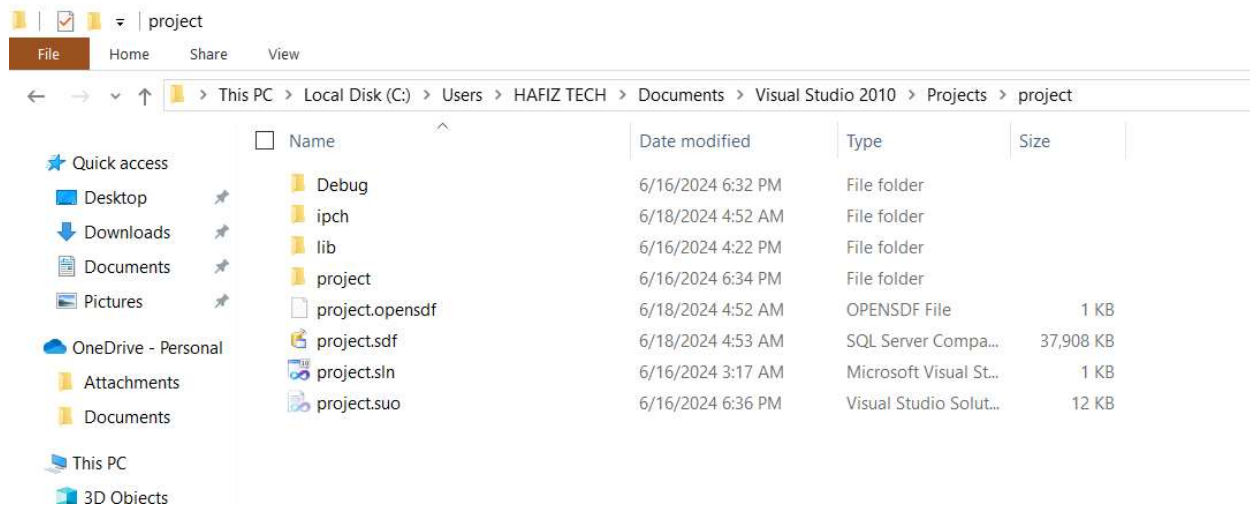 project
File Home Share View
This PC > Local Disk (C:) > Users > HAFIZ TECH > Documents > Visual Studio 2010 > Projects > project
Name Date modified Type Size
Quick access
Desktop
Downloads
Documents
Pictures
OneDrive - Personal
Attachments
Documents
This PC
3D Objects
Debug 6/16/2024 6:32 PM File folder
ipch 6/18/2024 4:52 AM File folder
lib 6/16/2024 4:22 PM File folder
project 6/16/2024 6:34 PM File folder
project.opensdf 6/18/2024 4:52 AM OPENSDF File 1 KB
project.sdf 6/18/2024 4:53 AM SQL Server Compa... 37,908 KB
project.sln 6/16/2024 3:17 AM Microsoft Visual St... 1 KB
project.suo 6/16/2024 6:36 PM Visual Studio Solut... 12 KB